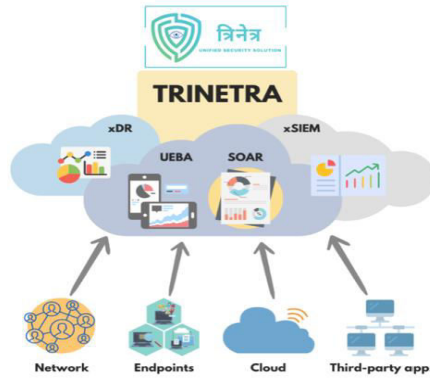 त्रिनेत्र
UNIFIED SECURITY SOLUTION
TRINETRA
xDR
xSIEM
UEBA
SOAR
Network
Endpoints
Cloud
Third-party app